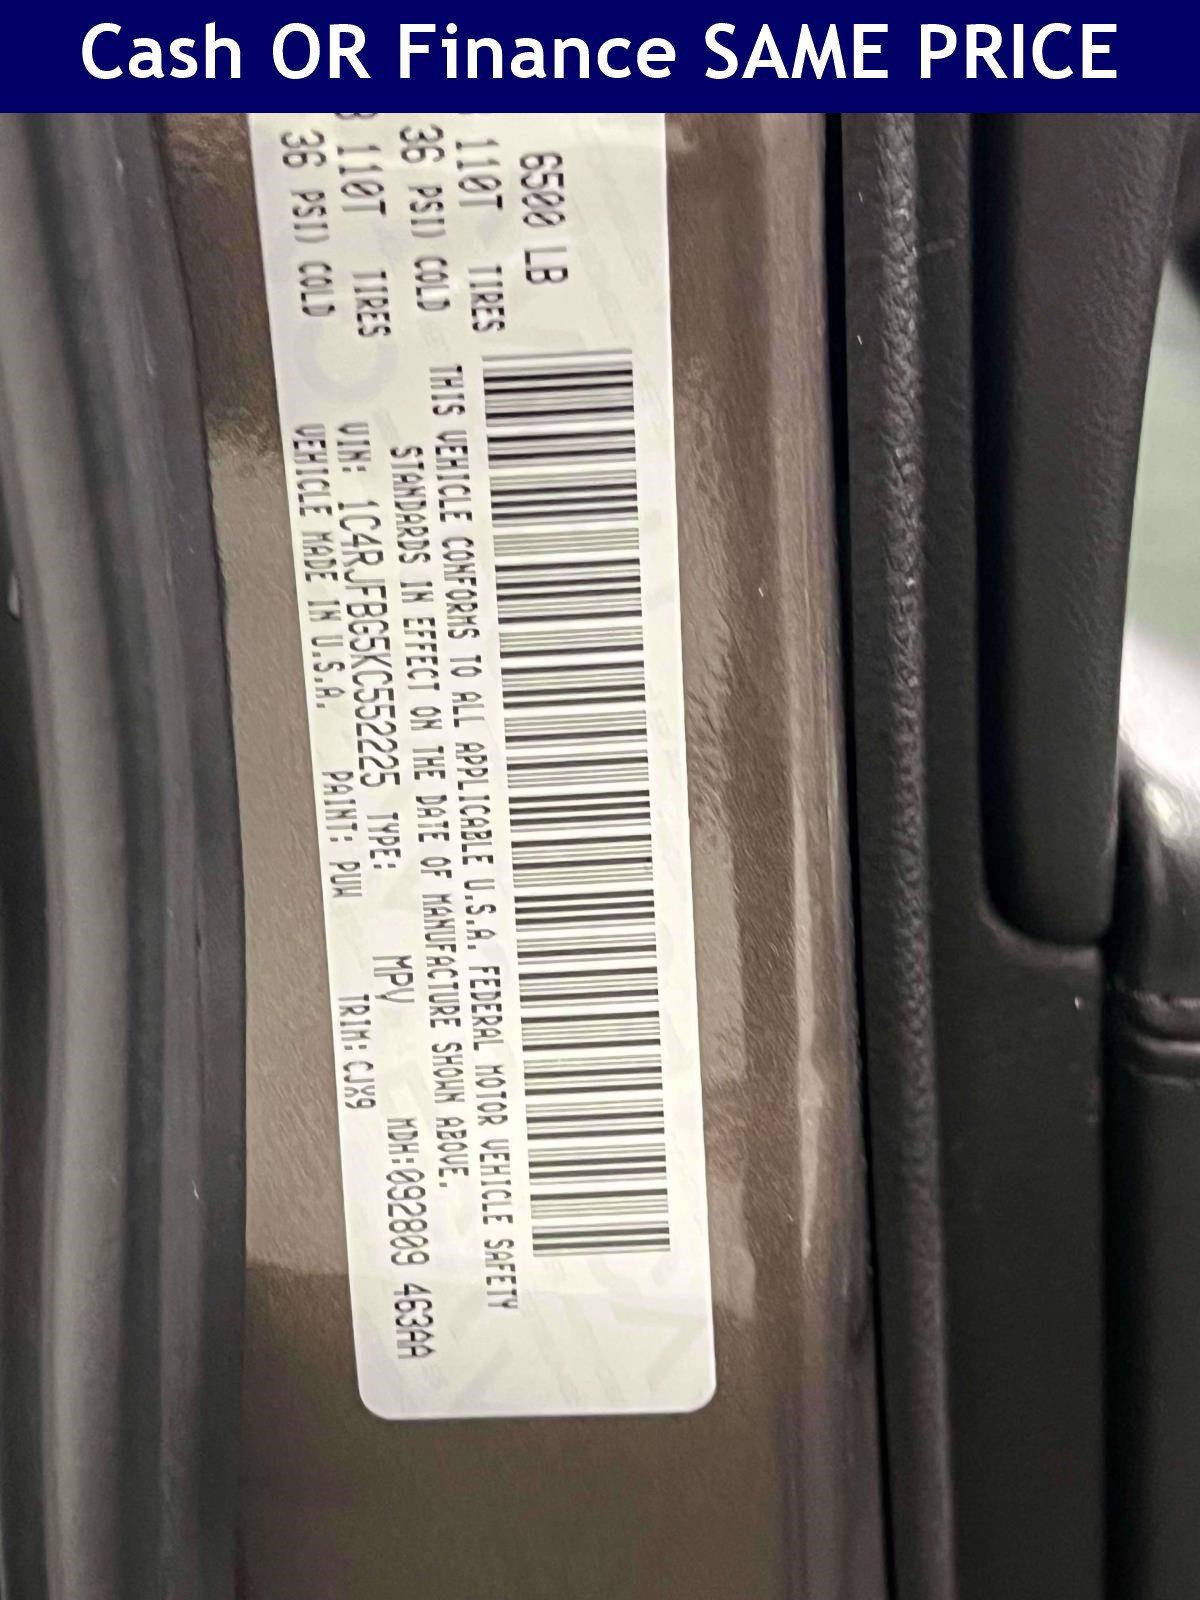 Cash OR Finance SAME PRICE
6500 LB
110T TIRES
36 PSI) COLD
110T TIRES
36 PSI) COLD
THIS VEHICLE CONFORMS TO ALL APPLICABLE U.S.A. FEDERAL MOTOR VEHICLE SAFETY
STANDARDS IN EFFECT ON THE DATE OF MANUFACTURE SHOWN ABOVE.
VIN: 1C4RJFBG5KC552225 TYPE: MPV MDH:092809 463AA
VEHICLE MADE IN U.S.A. PAINT: PUW TRIM:CJX9